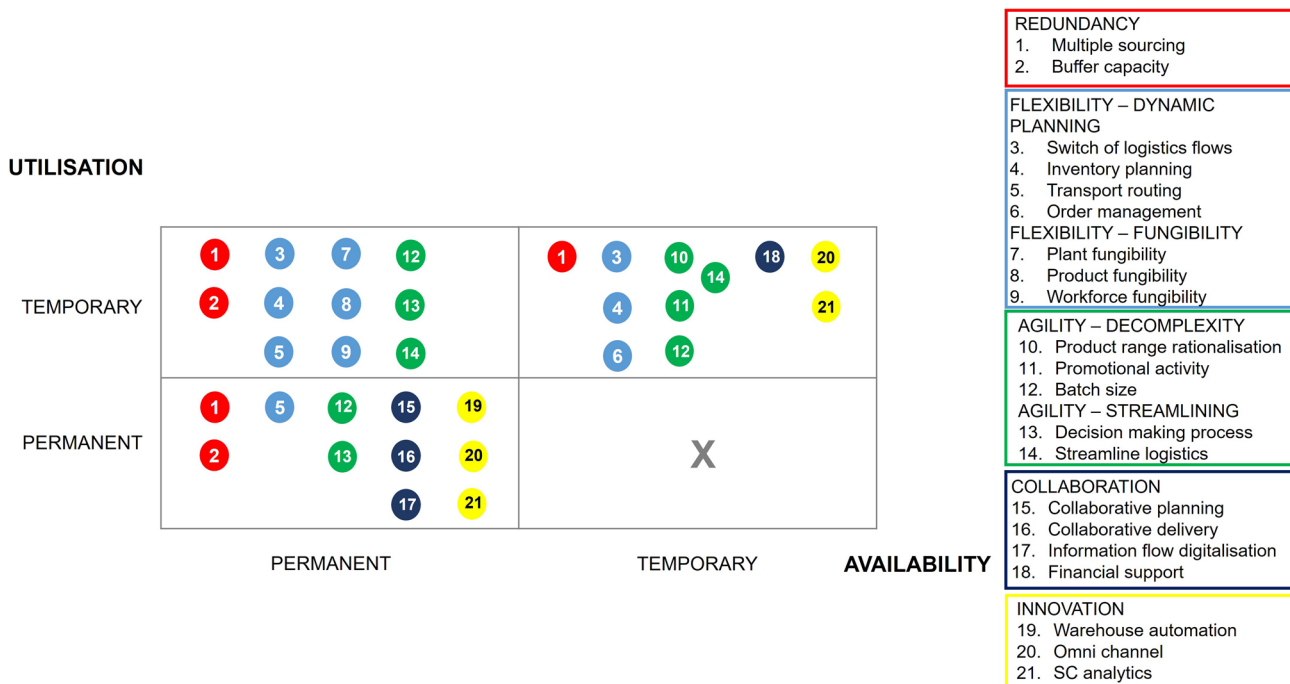 UTILISATION
TEMPORARY
1 3 7 12
2 4 8 13
5 9 14
1 3 10 14 18 20
4 11 21
6 12
PERMANENT
1 5 12 15 19
2 13 16 20
17 21
X
PERMANENT
TEMPORARY
AVAILABILITY
REDUNDANCY
1. Multiple sourcing
2. Buffer capacity
FLEXIBILITY – DYNAMIC
PLANNING
3. Switch of logistics flows
4. Inventory planning
5. Transport routing
6. Order management
FLEXIBILITY – FUNGIBILITY
7. Plant fungibility
8. Product fungibility
9. Workforce fungibility
AGILITY – DECOMPLEXITY
10. Product range rationalisation
11. Promotional activity
12. Batch size
AGILITY – STREAMLINING
13. Decision making process
14. Streamline logistics
COLLABORATION
15. Collaborative planning
16. Collaborative delivery
17. Information flow digitalisation
18. Financial support
INNOVATION
19. Warehouse automation
20. Omni channel
21. SC analytics